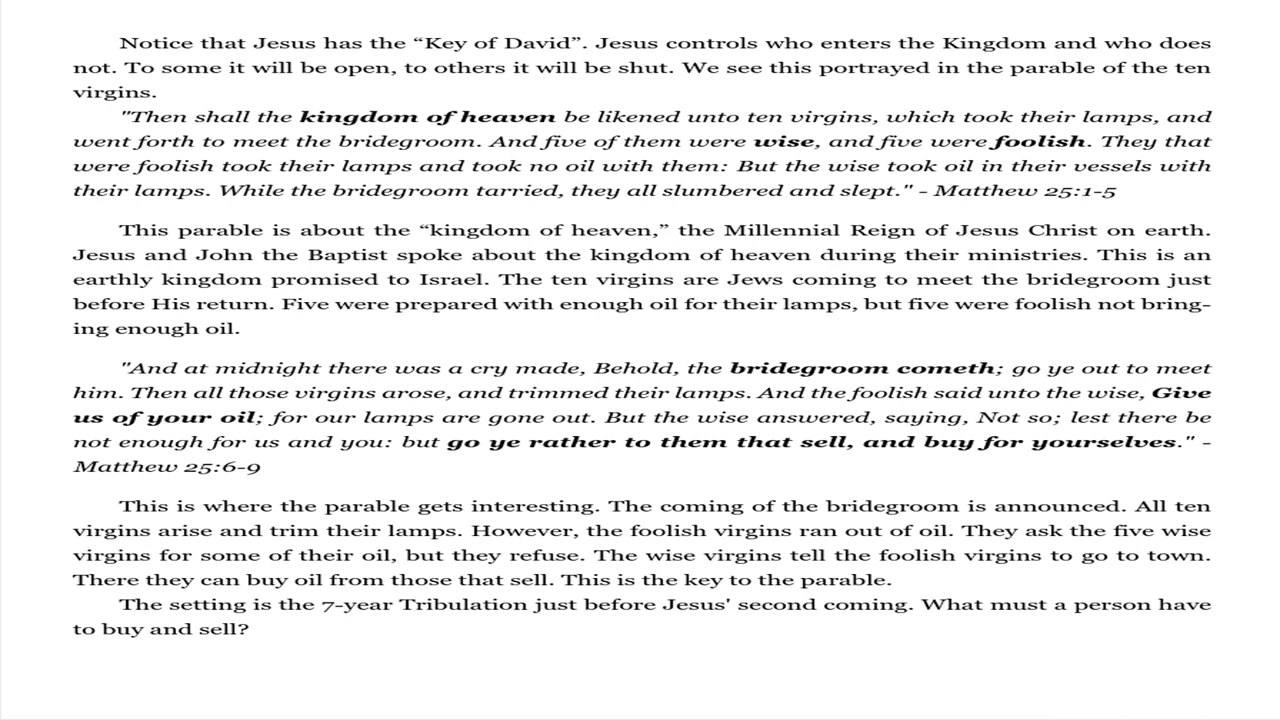 Notice that Jesus has the “Key of David”. Jesus controls who enters the Kingdom and who does
not. To some it will be open, to others it will be shut. We see this portrayed in the parable of the ten
virgins.
"Then shall the kingdom of heaven be likened unto ten virgins, which took their lamps, and
went forth to meet the bridegroom. And five of them were wise, and five were foolish. They that
were foolish took their lamps and took no oil with them: But the wise took oil in their vessels with
their lamps. While the bridegroom tarried, they all slumbered and slept." - Matthew 25:1-5
This parable is about the “kingdom of heaven,” the Millennial Reign of Jesus Christ on earth.
Jesus and John the Baptist spoke about the kingdom of heaven during their ministries. This is an
earthly kingdom promised to Israel. The ten virgins are Jews coming to meet the bridegroom just
before His return. Five were prepared with enough oil for their lamps, but five were foolish not bring-
ing enough oil.
"And at midnight there was a cry made, Behold, the bridegroom cometh; go ye out to meet
him. Then all those virgins arose, and trimmed their lamps. And the foolish said unto the wise, Give
us of your oil; for our lamps are gone out. But the wise answered, saying, Not so; lest there be
not enough for us and you: but go ye rather to them that sell, and buy for yourselves." -
Matthew 25:6-9
This is where the parable gets interesting. The coming of the bridegroom is announced. All ten
virgins arise and trim their lamps. However, the foolish virgins ran out of oil. They ask the five wise
virgins for some of their oil, but they refuse. The wise virgins tell the foolish virgins to go to town.
There they can buy oil from those that sell. This is the key to the parable.
The setting is the 7-year Tribulation just before Jesus' second coming. What must a person have
to buy and sell?